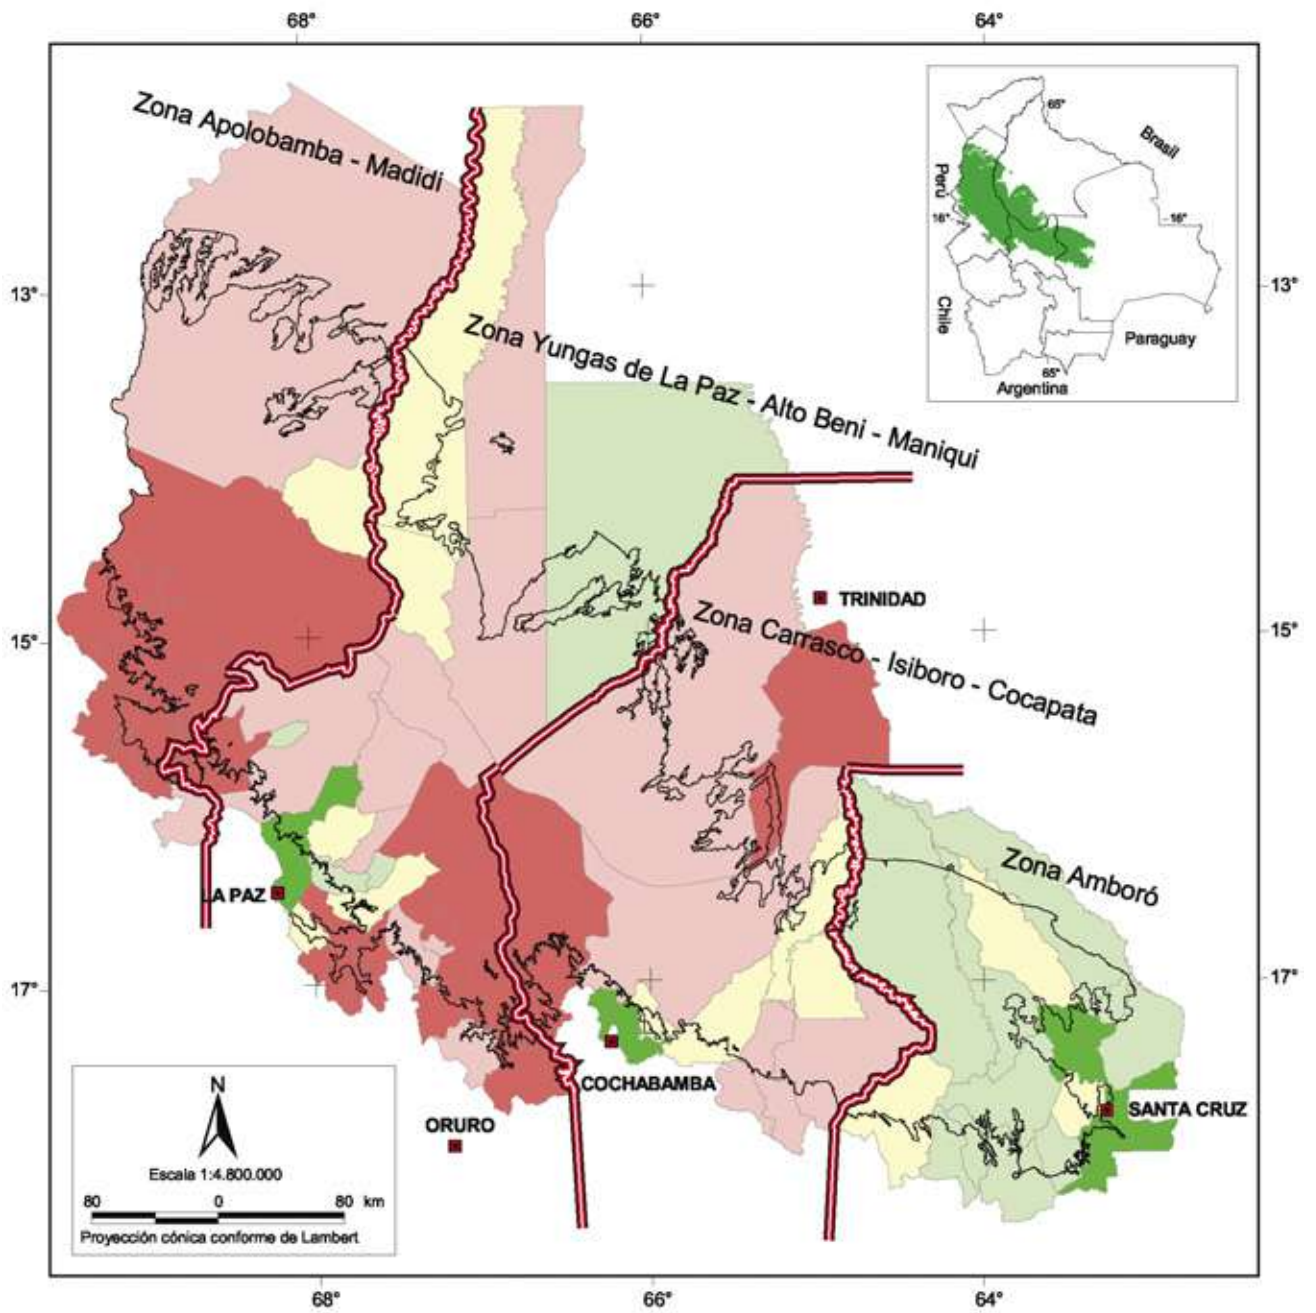 68°
66°
64°
Zona Apolobamba - Madidi
65°
Brasil
Perú
16°
16°
Chile
Paraguay
65°
Argentina
13°
13°
Zona Yungas de La Paz - Alto Beni - Maniqui
TRINIDAD
Zona Carrasco - Isiboro - Cocapata
15°
15°
Zona Amboró
LA PAZ
17°
17°
COCHABAMBA
SANTA CRUZ
ORURO
N
Escala 1:4.800.000
80 0 80 km
Proyección cónica conforme de Lambert
68°
66°
64°